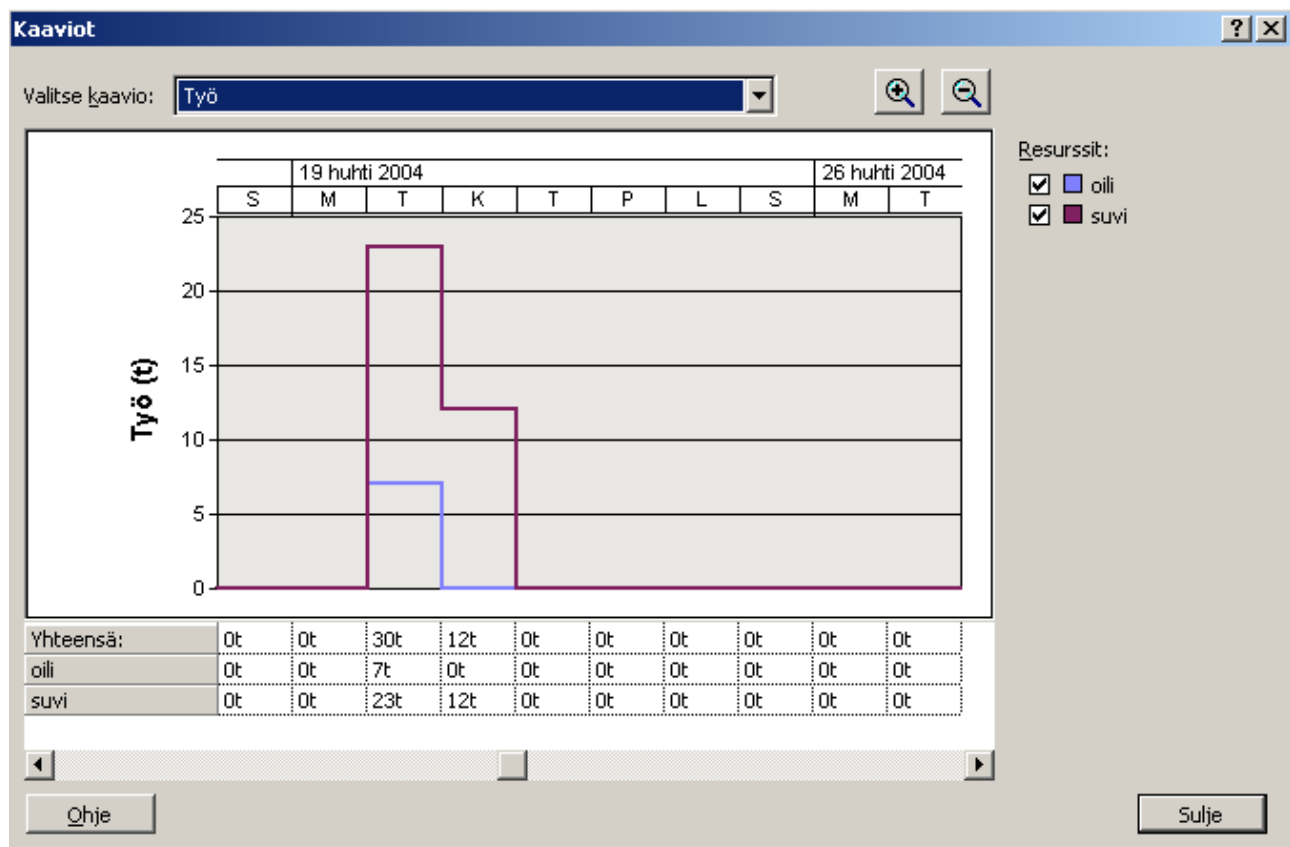 Kaaviot
Valitse kaavio: Työ
Resurssit:
oili
suvi
19 huhti 2004 26 huhti 2004
S M T K T P L S M T
25
20
15
10
5
0
Työ (t)
Yhteensä: 0t 0t 30t 12t 0t 0t 0t 0t 0t 0t
oili 0t 0t 7t 0t 0t 0t 0t 0t 0t 0t
suvi 0t 0t 23t 12t 0t 0t 0t 0t 0t 0t
Ohje Sulje